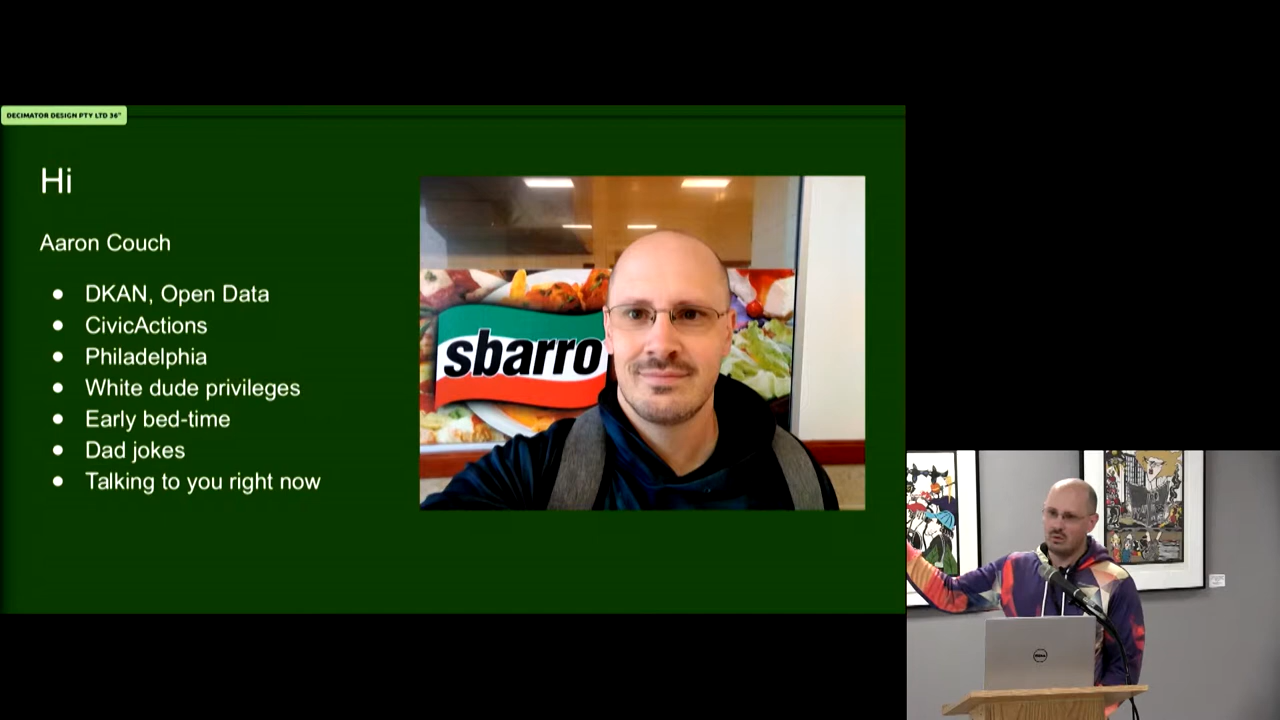 DECIMATOR DESIGN PTY LTD 36"
Hi
Aaron Couch
DKAN, Open Data
CivicActions
Philadelphia
White dude privileges
Early bed-time
Dad jokes
Talking to you right now
sbarro